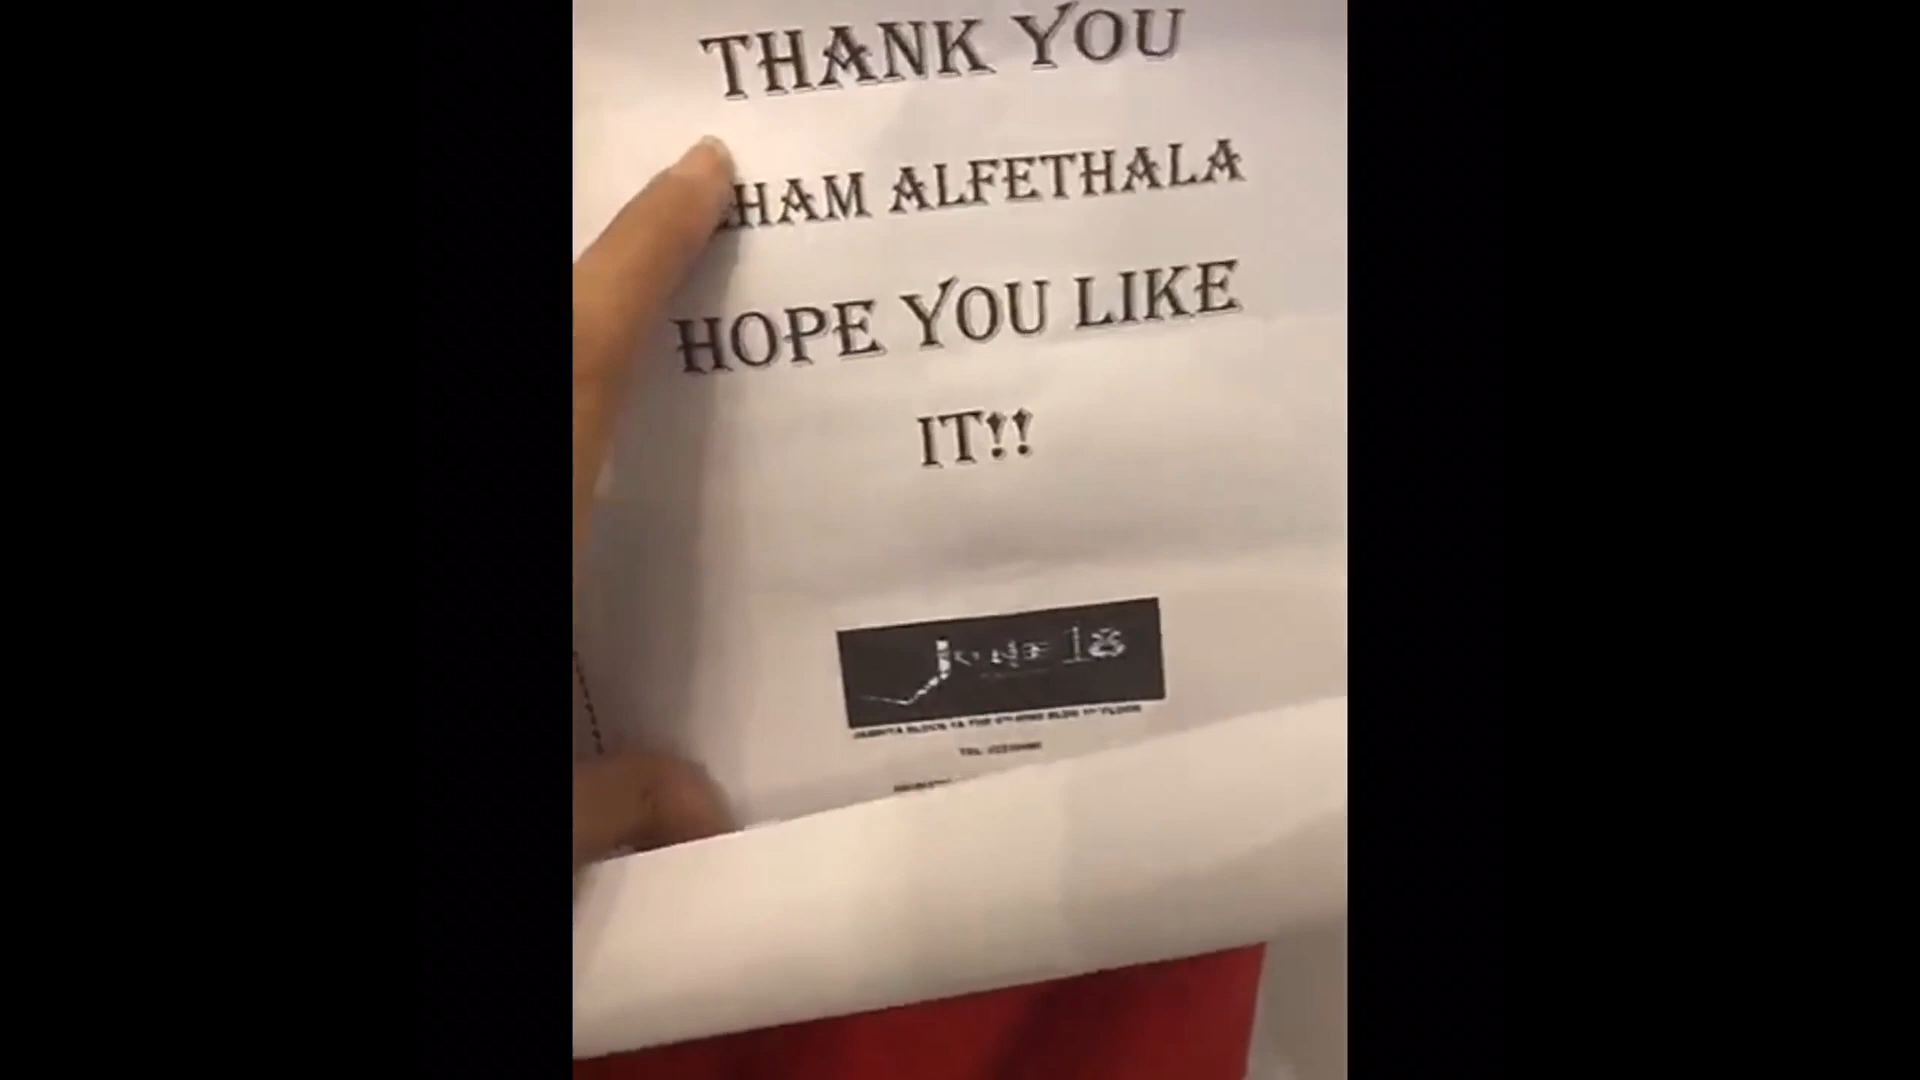 THANK YOU
HAM ALFETHALA
HOPE YOU LIKE
IT!!
JUNE 18